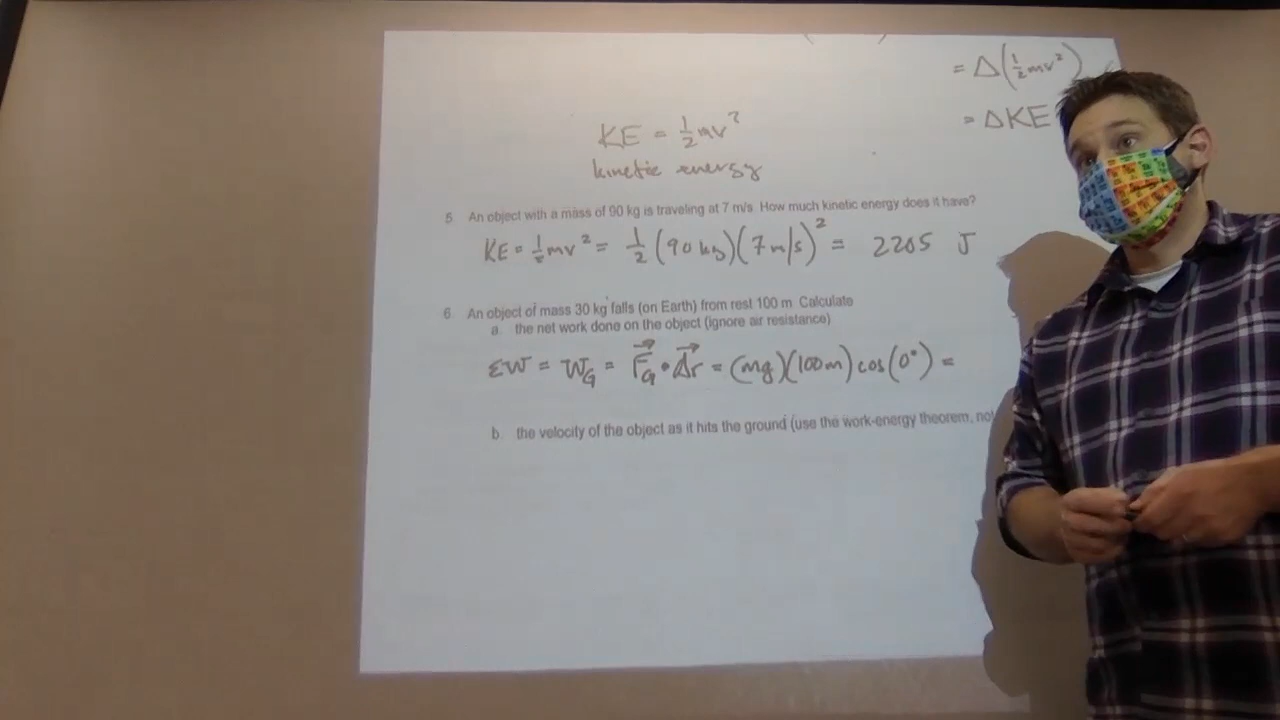 = Δ(½mv²)
= ΔKE
KE = ½mv²
kinetic energy
5. An object with a mass of 90 kg is traveling at 7 m/s. How much kinetic energy does it have?
KE = ½mv² = ½(90 kg)(7 m/s)² = 2205 J
6. An object of mass 30 kg falls (on Earth) from rest 100 m. Calculate
a. the net work done on the object (ignore air resistance)
ΣW = W_G = F⃗_G • Δr⃗ = (mg)(100m)cos(0°) =
b. the velocity of the object as it hits the ground (use the work-energy theorem, not